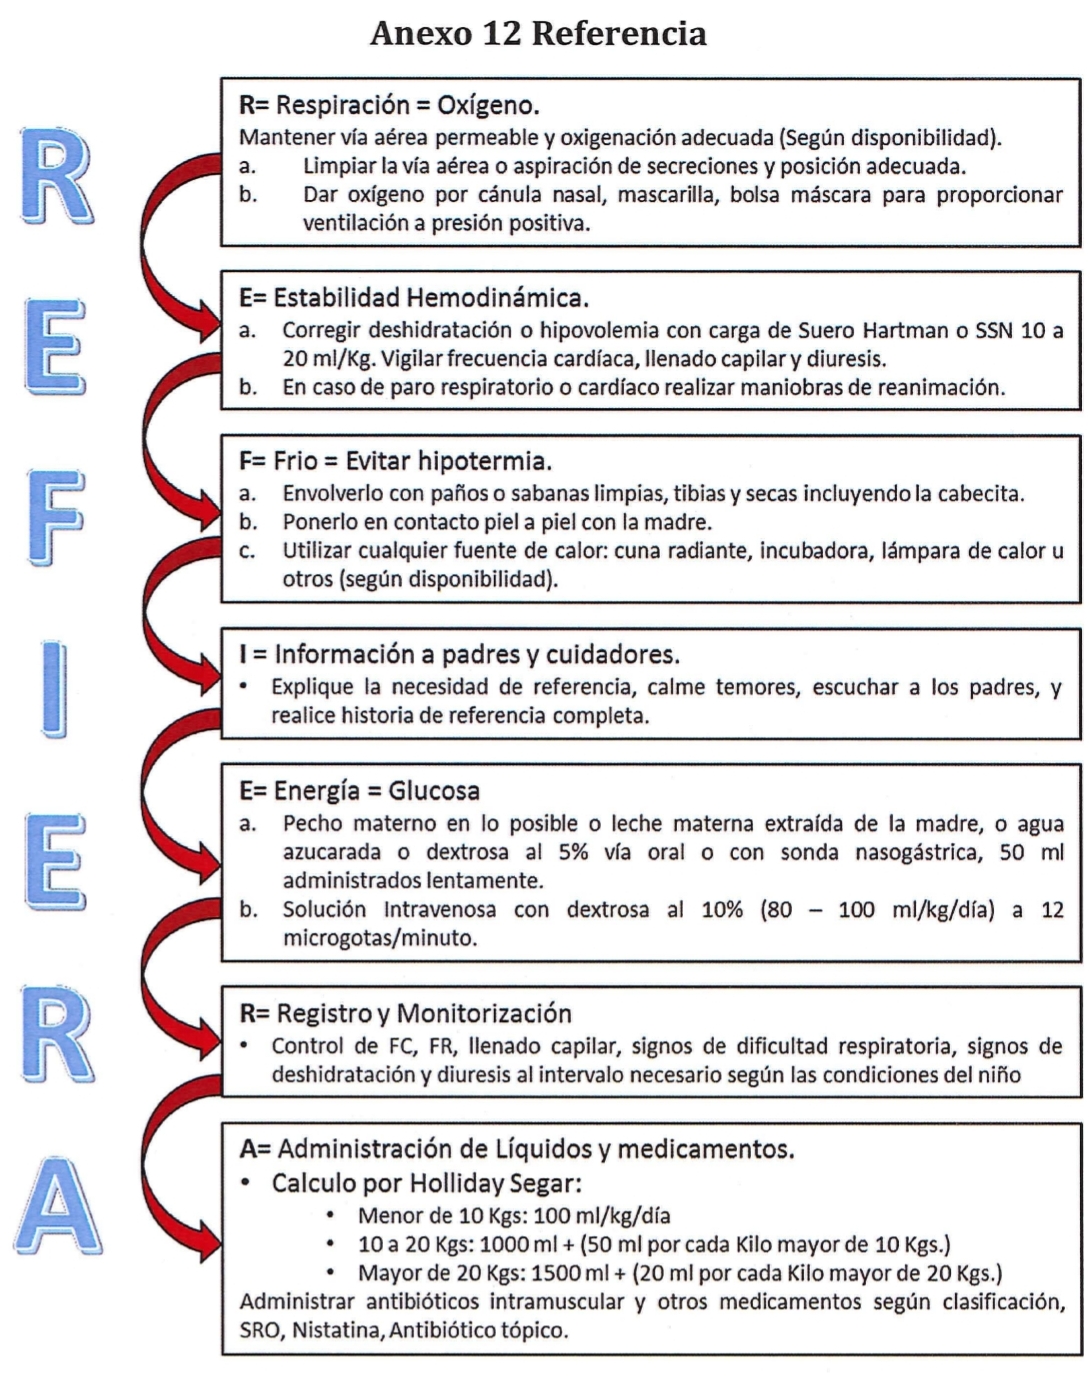 Anexo 12 Referencia
R
E
F
I
E
R
A
R= Respiración = Oxígeno.
Mantener vía aérea permeable y oxigenación adecuada (Según disponibilidad).
a. Limpiar la vía aérea o aspiración de secreciones y posición adecuada.
b. Dar oxígeno por cánula nasal, mascarilla, bolsa máscara para proporcionar
ventilación a presión positiva.
E= Estabilidad Hemodinámica.
a. Corregir deshidratación o hipovolemia con carga de Suero Hartman o SSN 10 a
20 ml/Kg. Vigilar frecuencia cardíaca, llenado capilar y diuresis.
b. En caso de paro respiratorio o cardíaco realizar maniobras de reanimación.
F= Frio = Evitar hipotermia.
a. Envolverlo con paños o sabanas limpias, tibias y secas incluyendo la cabecita.
b. Ponerlo en contacto piel a piel con la madre.
c. Utilizar cualquier fuente de calor: cuna radiante, incubadora, lámpara de calor u
otros (según disponibilidad).
I = Información a padres y cuidadores.
• Explique la necesidad de referencia, calme temores, escuchar a los padres, y
realice historia de referencia completa.
E= Energía = Glucosa
a. Pecho materno en lo posible o leche materna extraída de la madre, o agua
azucarada o dextrosa al 5% vía oral o con sonda nasogástrica, 50 ml
administrados lentamente.
b. Solución Intravenosa con dextrosa al 10% (80 – 100 ml/kg/día) a 12
microgotas/minuto.
R= Registro y Monitorización
• Control de FC, FR, llenado capilar, signos de dificultad respiratoria, signos de
deshidratación y diuresis al intervalo necesario según las condiciones del niño
A= Administración de Líquidos y medicamentos.
• Calculo por Holliday Segar:
• Menor de 10 Kgs: 100 ml/kg/día
• 10 a 20 Kgs: 1000 ml + (50 ml por cada Kilo mayor de 10 Kgs.)
• Mayor de 20 Kgs: 1500 ml + (20 ml por cada Kilo mayor de 20 Kgs.)
Administrar antibióticos intramuscular y otros medicamentos según clasificación,
SRO, Nistatina, Antibiótico tópico.